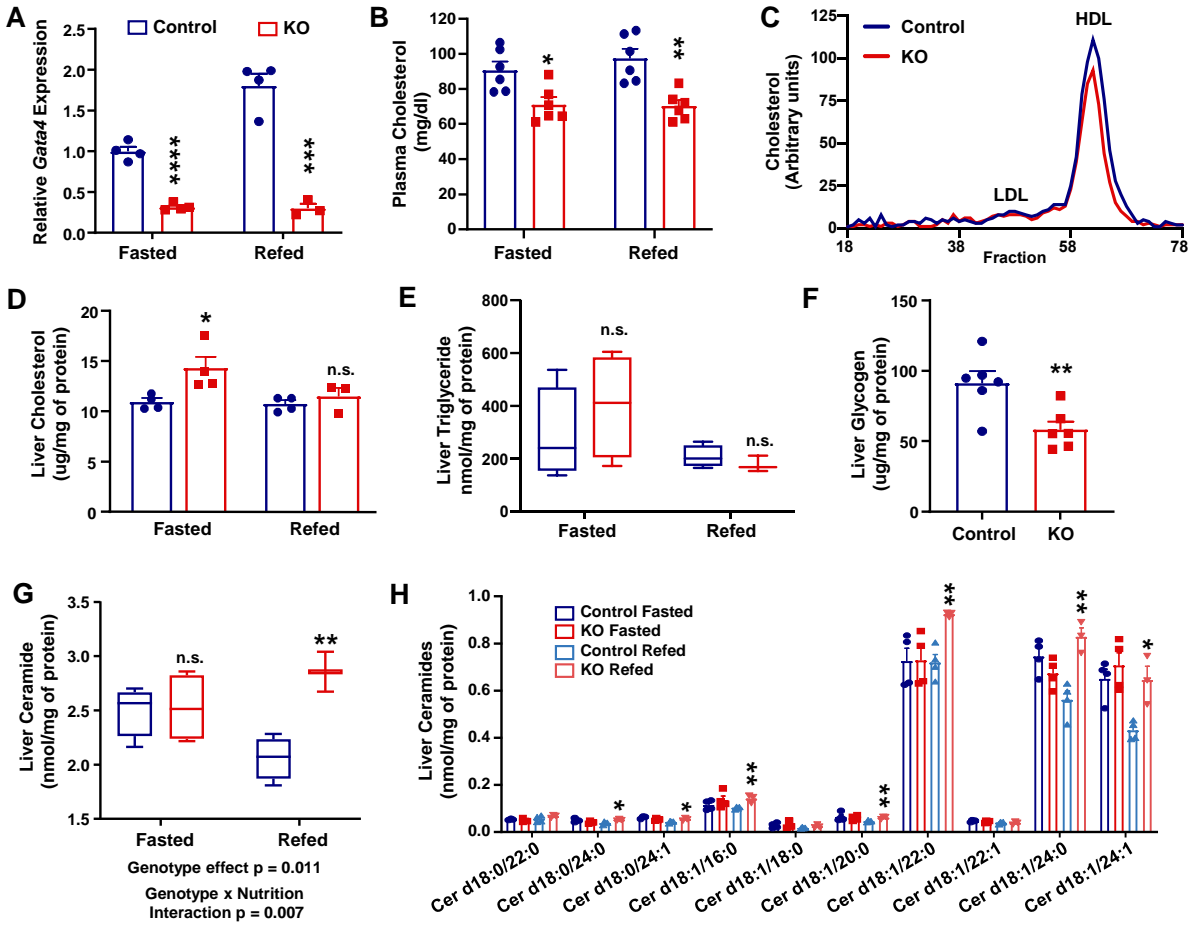 A
Relative Gata4 Expression
Control
KO
2.5
2.0
1.5
1.0
0.5
0.0
****
***
Fasted
Refed
B
Plasma Cholesterol
(mg/dl)
120
100
80
60
40
20
0
*
**
Fasted
Refed
C
Cholesterol
(Arbitrary units)
125
100
75
50
25
0
Control
KO
HDL
LDL
18
38
58
78
Fraction
D
Liver Cholesterol
(ug/mg of protein)
20
15
10
5
0
*
n.s.
Fasted
Refed
E
Liver Triglyceride
nmol/mg of protein)
800
600
400
200
0
n.s.
n.s.
Fasted
Refed
F
Liver Glycogen
(ug/mg of protein)
150
100
50
0
**
Control
KO
G
Liver Ceramide
(nmol/mg of protein)
3.5
3.0
2.5
2.0
1.5
n.s.
**
Fasted
Refed
Genotype effect p = 0.011
Genotype x Nutrition
Interaction p = 0.007
H
Liver Ceramides
(nmol/mg of protein)
1.0
0.8
0.6
0.4
0.2
0.0
Control Fasted
KO Fasted
Control Refed
KO Refed
*
*
**
**
**
**
*
Cer d18:0/22:0
Cer d18:0/24:0
Cer d18:0/24:1
Cer d18:1/16:0
Cer d18:1/18:0
Cer d18:1/20:0
Cer d18:1/22:0
Cer d18:1/22:1
Cer d18:1/24:0
Cer d18:1/24:1